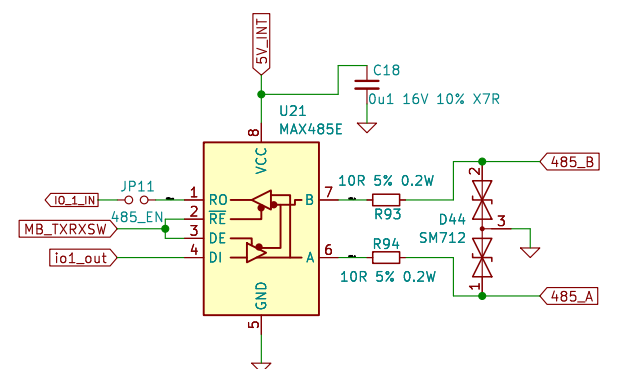 5V_INT
C18
0u1 16V 10% X7R
U21
MAX485E
8
VCC
JP11
IO_1_IN
485_EN
1
RO
B
7
10R 5% 0.2W
R93
2
485_B
2
RE
MB_TXRXSW
3
DE
D44
SM712
3
io1_out
4
DI
A
6
R94
10R 5% 0.2W
1
485_A
GND
5